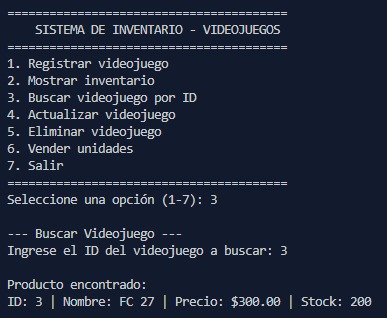 ========================================
SISTEMA DE INVENTARIO - VIDEOJUEGOS
========================================
1. Registrar videojuego
2. Mostrar inventario
3. Buscar videojuego por ID
4. Actualizar videojuego
5. Eliminar videojuego
6. Vender unidades
7. Salir
========================================
Seleccione una opción (1-7): 3
--- Buscar Videojuego ---
Ingrese el ID del videojuego a buscar: 3
Producto encontrado:
ID: 3 | Nombre: FC 27 | Precio: $300.00 | Stock: 200